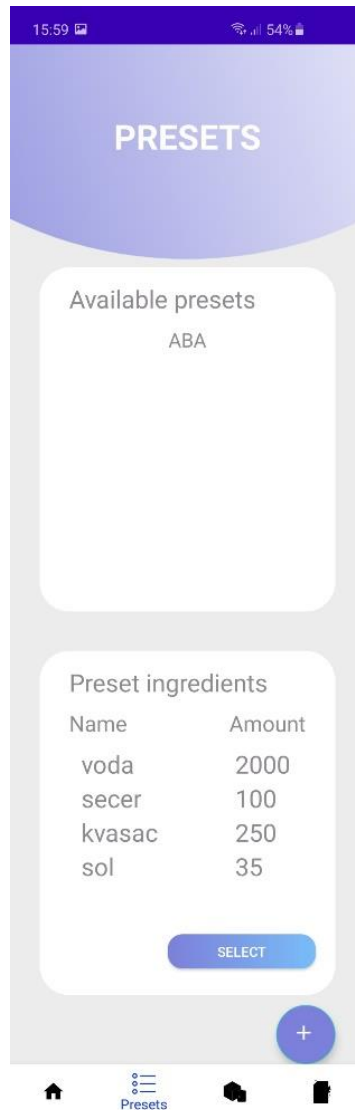 15:59 54%
PRESETS
Available presets
ABA
Preset ingredients
Name Amount
voda 2000
secer 100
kvasac 250
sol 35
SELECT
+
Presets